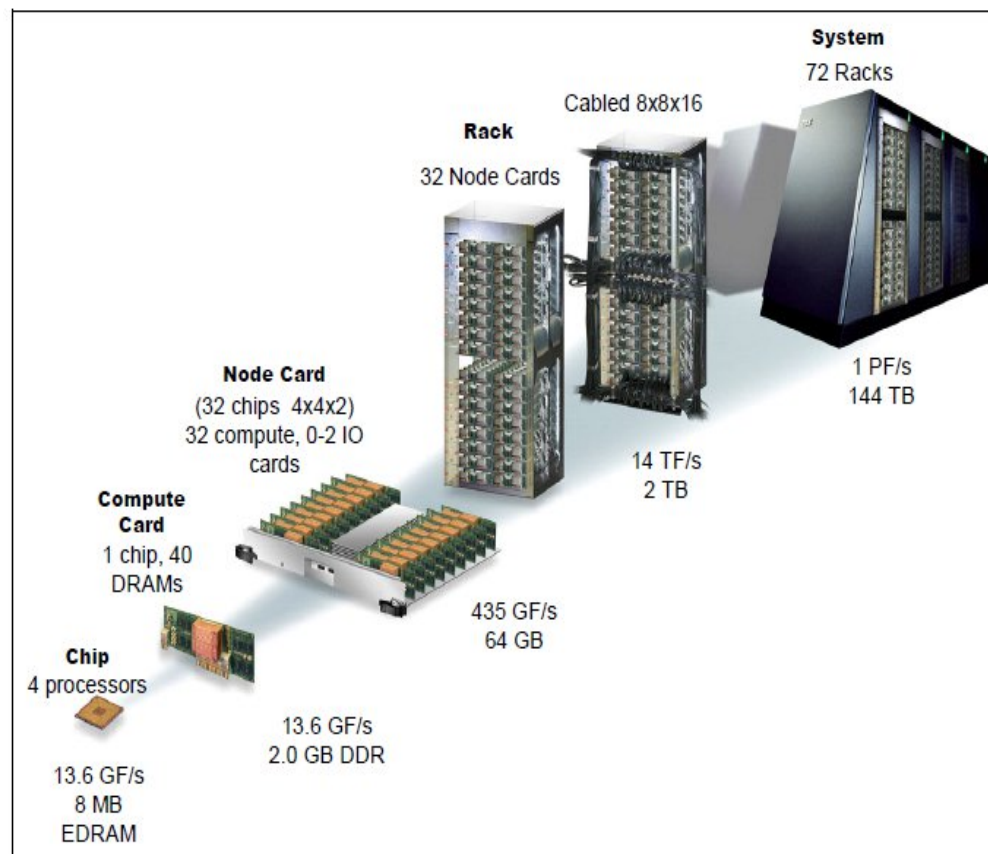 System
72 Racks
Cabled 8x8x16
Rack
32 Node Cards
1 PF/s
144 TB
Node Card
(32 chips 4x4x2)
32 compute, 0-2 IO
cards
14 TF/s
2 TB
Compute
Card
1 chip, 40
DRAMs
435 GF/s
64 GB
Chip
4 processors
13.6 GF/s
2.0 GB DDR
13.6 GF/s
8 MB
EDRAM